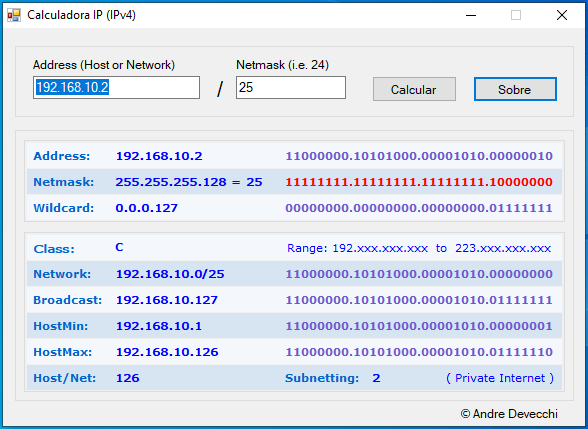 Calculadora IP (IPv4)
Address (Host or Network) Netmask (i.e. 24)
192.168.10.2 / 25 Calcular Sobre
Address: 192.168.10.2 11000000.10101000.00001010.00000010
Netmask: 255.255.255.128 = 25 11111111.11111111.11111111.10000000
Wildcard: 0.0.0.127 00000000.00000000.00000000.01111111
Class: C Range: 192.xxx.xxx.xxx to 223.xxx.xxx.xxx
Network: 192.168.10.0/25 11000000.10101000.00001010.00000000
Broadcast: 192.168.10.127 11000000.10101000.00001010.01111111
HostMin: 192.168.10.1 11000000.10101000.00001010.00000001
HostMax: 192.168.10.126 11000000.10101000.00001010.01111110
Host/Net: 126 Subnetting: 2 ( Private Internet )
© Andre Devecchi